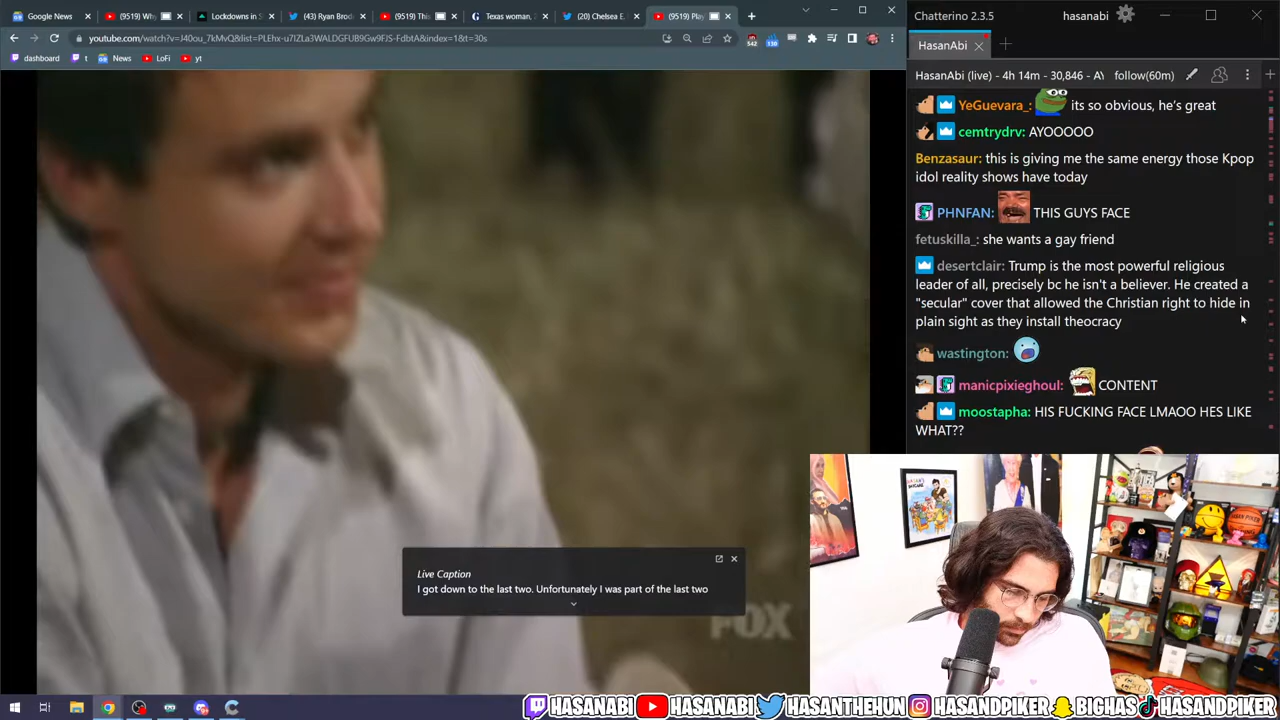 Google News
(9519) Wh
Lockdowns in S
(43) Ryan Brod
(9519) Thi
Texas woman,
(20) Chelsea E
(9519) Play
youtube.com/watch?v=J40ou_7kMvQ&list=PLEhx-u7IZLa3WALDGFUB9Gw9FJS-FdbtA&index=1&t=30s
542
130
dashboard
t
News
LoFi
yt
Chatterino 2.3.5
hasanabi
HasanAbi
HasanAbi (live) - 4h 14m - 30,846 - A
follow(60m)
YeGuevara_: its so obvious, he's great
cemtrydrv: AYOOOOO
Benzasaur: this is giving me the same energy those Kpop
idol reality shows have today
PHNFAN: THIS GUYS FACE
fetuskilla_: she wants a gay friend
desertclair: Trump is the most powerful religious
leader of all, precisely bc he isn't a believer. He created a
"secular" cover that allowed the Christian right to hide in
plain sight as they install theocracy
wastington:
manicpixieghoul: CONTENT
moostapha: HIS FUCKING FACE LMAOO HES LIKE
WHAT??
Live Caption
I got down to the last two. Unfortunately I was part of the last two
FOX
HASANABI
HASANABI
HASANTHEHUN
HASANDPIKER
BIGHAS
HASANDPIKER